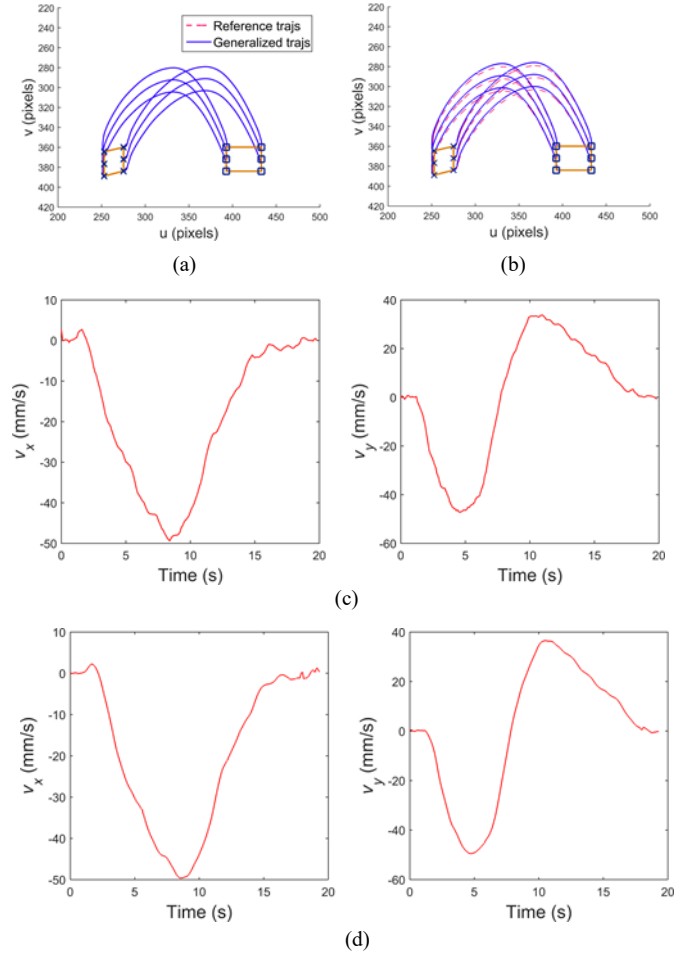 220
240
260
280
300
320
340
360
380
400
420
v (pixels)
200 250 300 350 400 450 500
u (pixels)
Reference trajs
Generalized trajs
(a)
220
240
260
280
300
320
340
360
380
400
420
v (pixels)
200 250 300 350 400 450 500
u (pixels)
(b)
10
0
-10
-20
-30
-40
-50
v_x (mm/s)
0 5 10 15 20
Time (s)
40
20
0
-20
-40
-60
v_y (mm/s)
0 5 10 15 20
Time (s)
(c)
10
0
-10
-20
-30
-40
-50
v_x (mm/s)
0 5 10 15 20
Time (s)
40
20
0
-20
-40
-60
v_y (mm/s)
0 5 10 15 20
Time (s)
(d)